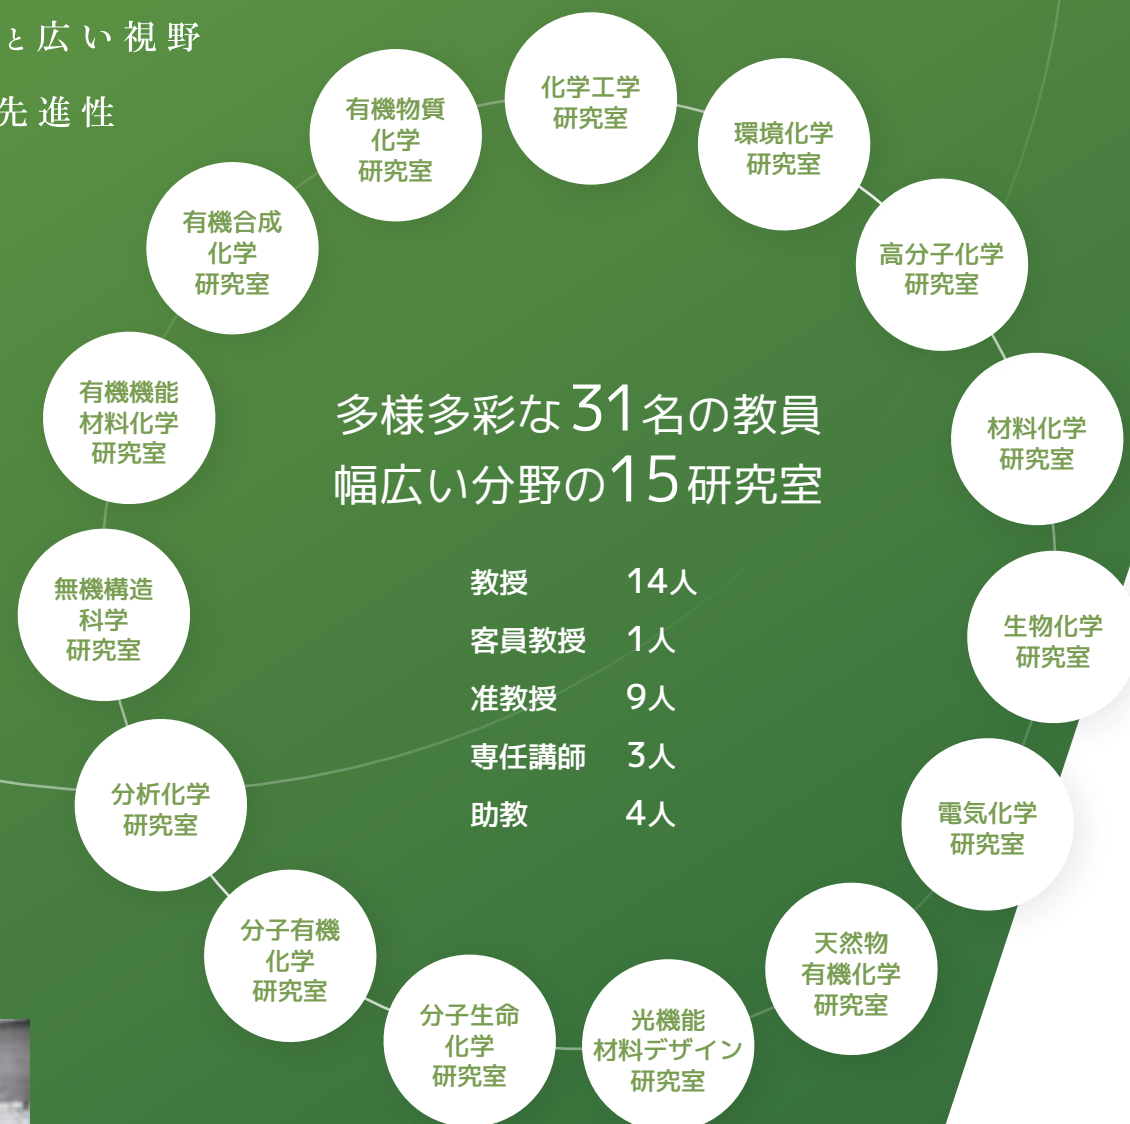 と広い視野
先進性
化学工学
研究室
環境化学
研究室
高分子化学
研究室
材料化学
研究室
生物化学
研究室
電気化学
研究室
天然物
有機化学
研究室
光機能
材料デザイン
研究室
分子生命
化学
研究室
分子有機
化学
研究室
分析化学
研究室
無機構造
科学
研究室
有機機能
材料化学
研究室
有機合成
化学
研究室
有機物質
化学
研究室
多様多彩な31名の教員
幅広い分野の15研究室
教授 14人
客員教授 1人
准教授 9人
専任講師 3人
助教 4人